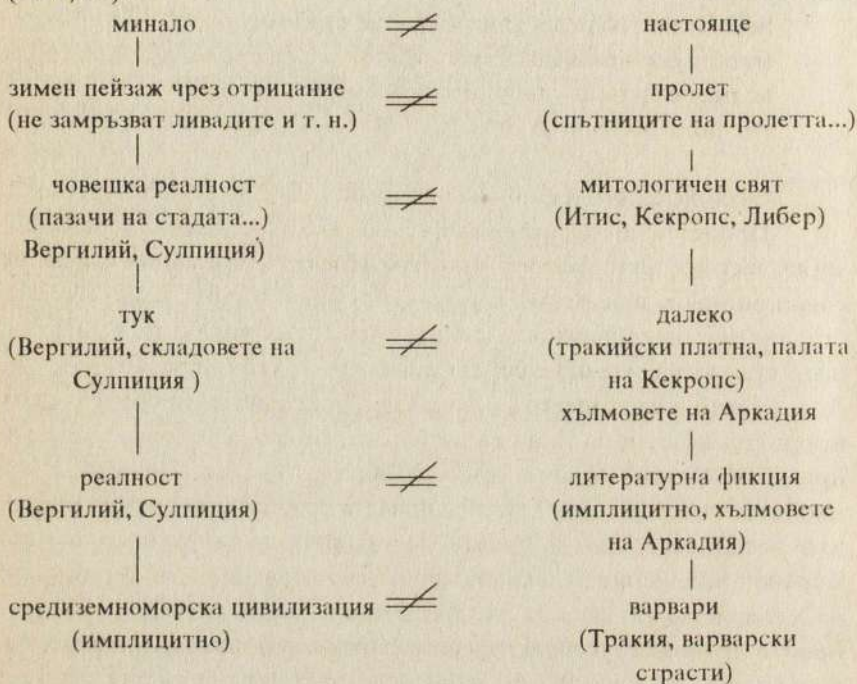 минало ≠ настояще
зимен пейзаж чрез отрицание ≠ пролет
(не замръзват ливадите и т. н.) (спътниците на пролетта...)
човешка реалност ≠ митологичен свят
(пазачи на стадата...) (Итис, Кекропс, Либер)
Вергилий, Сулпиция)
тук ≠ далеко
(Вергилий, складовете на (тракийски платна, палата
Сулпиция ) на Кекропс)
хълмовете на Аркадия
реалност ≠ литературна фикция
(Вергилий, Сулпиция) (имплицитно, хълмовете
на Аркадия)
средиземноморска цивилизация ≠ варвари
(имплицитно) (Тракия, варварски
страсти)